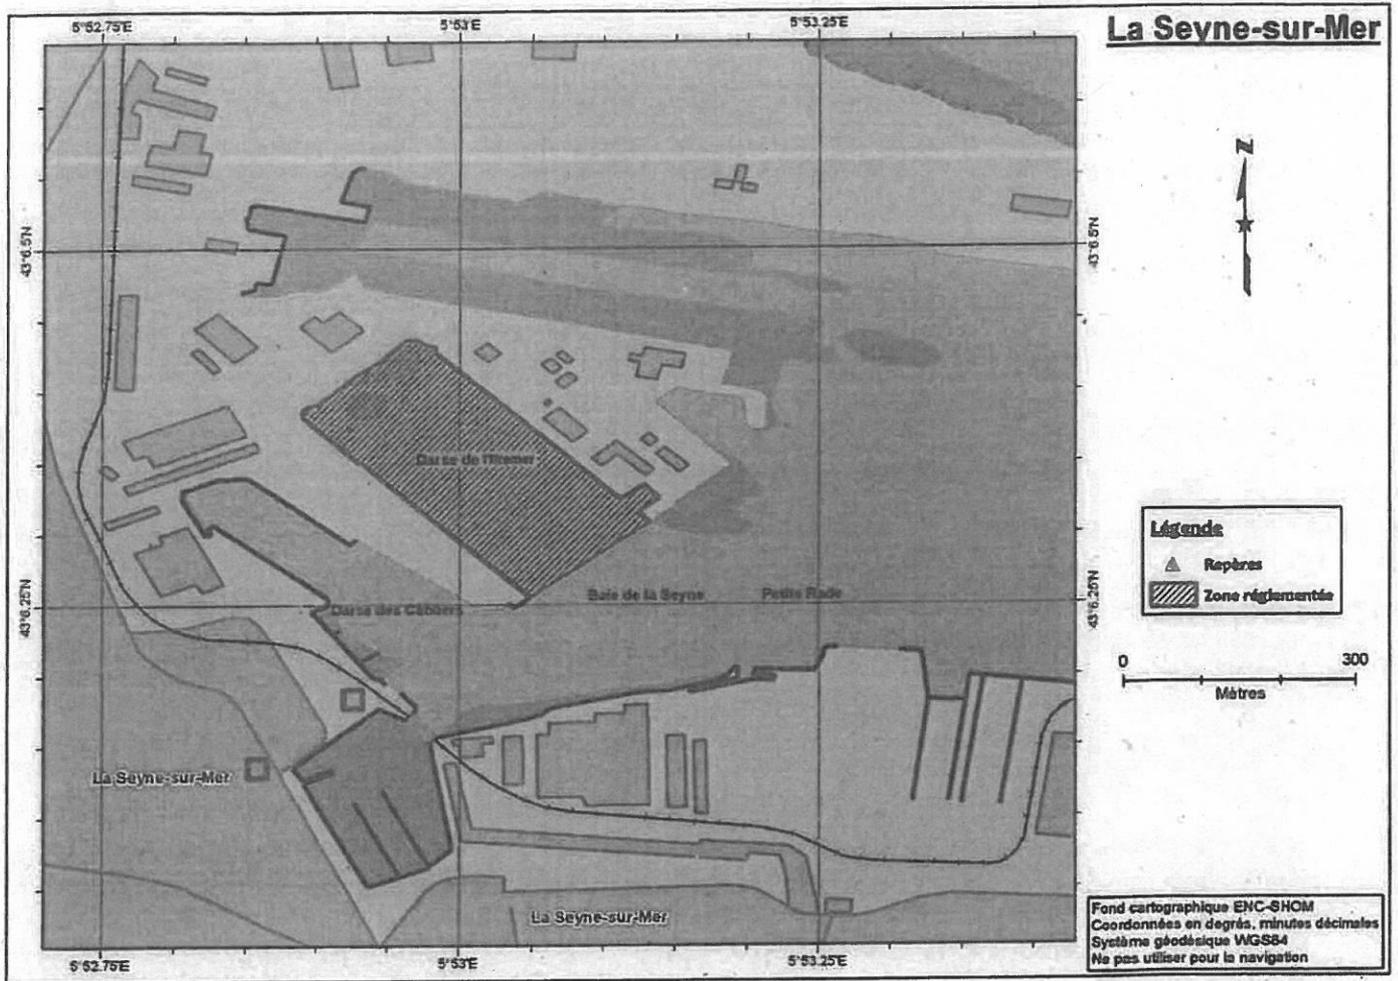 La Seyne-sur-Mer
5°52.75'E
5°53'E
5°53.25'E
N
43°6.5'N
43°6.5'N
Darse de l'Ifremer
Légende
Repères
Zone réglementée
43°6.25'N
43°6.25'N
Darse des Câbliers
Baie de la Seyne
Petite Rade
0
300
Mètres
La Seyne-sur-Mer
La Seyne-sur-Mer
Fond cartographique ENC-SHOM
Coordonnées en degrés, minutes décimales
Système géodésique WGS84
Ne pas utiliser pour la navigation
5°52.75'E
5°53'E
5°53.25'E